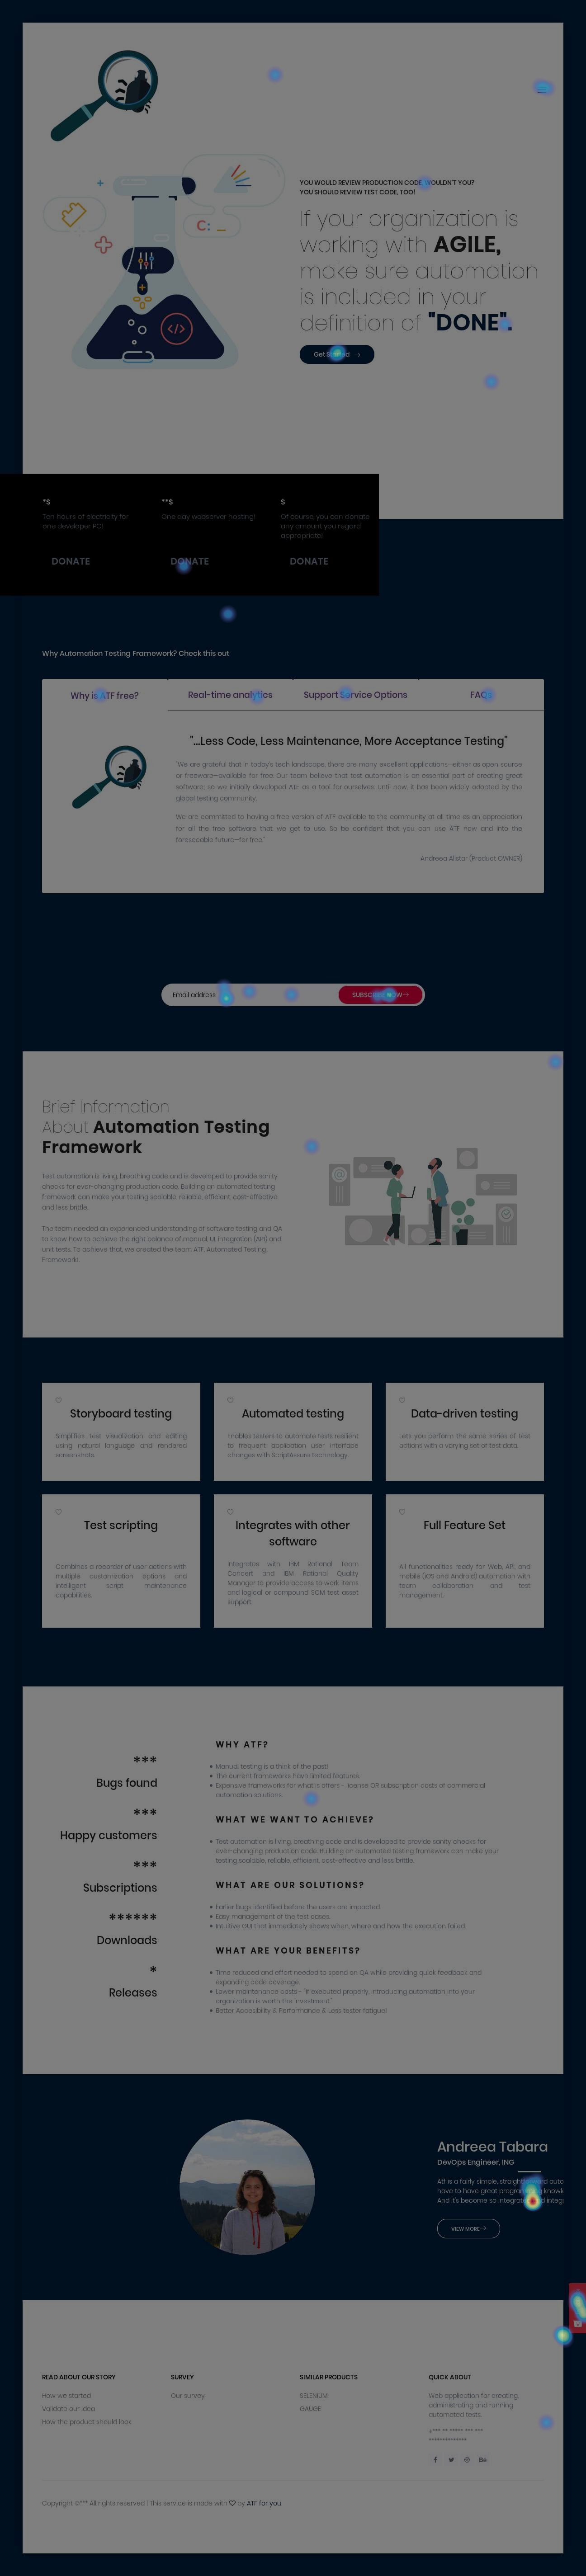 YOU WOULD REVIEW PRODUCTION CODE, WOULDN'T YOU?
YOU SHOULD REVIEW TEST CODE, TOO!
If your organization is
working with AGILE,
make sure automation
is included in your
definition of "DONE".
C:_
</>
*$
Ten hours of electricity for
one developer PC!
DONATE
**$
One day webserver hosting!
DONATE
$
Of course, you can donate
any amount you regard
appropriate!
DONATE
Why Automation Testing Framework? Check this out
Why is ATF free?
Real-time analytics
Support Service Options
FAQ
"...Less Code, Less Maintenance, More Acceptance Testing"
"We are grateful that in today's tech landscape, there are many excellent applications—either as open source
or freeware—available for free. Our team believe that test automation is an essential part of creating great
software; so we initially developed ATF as a tool for ourselves until now. It has been widely adopted by the
global testing community.
We are committed to having a free version of ATF available to the community at all time as an appreciation
for all the free software that we get to use. So be confident that you can use ATF now and into the
foreseeable future—for free."
Andreea Aliste (Product OWNER)
Email address
Brief Information
About Automation Testing
Framework
Test automation is living, breathing code and is developed to provide sanity
checks for ever-changing production code. Building an automated testing
framework can make your testing scalable, reliable, efficient, cost-effective
and less brittle.
The team needed an experienced understanding of software testing and QA
to know how to achieve the right balance of manual, UI, Integration (API) and
unit tests. To achieve that, we created the team ATF, Automated Testing
Framework!.
Storyboard testing
Simplifies test visualization and editing
using natural language and rendered
screenshots.
Automated testing
Enables testers to automate tests resilient
to frequent application user interface
changes with ScriptAssure technology.
Data-driven testing
Lets you perform the same series of test
actions with a varying set of test data.
Test scripting
Combines a recorder of user actions with
multiple customization options and
intelligent script maintenance
capabilities.
Integrates with other
software
Integrates with IBM Rational Team
Concert and IBM Rational Quality
Manager to provide access to work items
and logical or compound SCM test asset
support.
Full Feature Set
All functionalities ready for Web, API, and
mobile (iOS and Android) automation with
team collaboration and test
management.
***
Bugs found
***
Happy customers
***
Subscriptions
******
Downloads
*
Releases
WHY ATF?
Manual testing is a think of the past!
The current frameworks have limited features.
Expensive frameworks for what is offers - license OR subscription costs of commercial
automation solutions.
WHAT WE WANT TO ACHIEVE?
Test automation is living, breathing code and is developed to provide sanity checks for
ever-changing production code. Building an automated testing framework can make your
testing scalable, reliable, efficient, cost-effective and less brittle.
WHAT ARE OUR SOLUTIONS?
Earlier bugs identified before the users are impacted.
Easy management of the test cases.
Intuitive GUI that immediately shows when, where and how the execution failed.
WHAT ARE YOUR BENEFITS?
Time reduced and effort needed to spend on QA while providing quick feedback and
expanding code coverage.
Lower maintenance costs - "If executed properly, introducing automation into your
organization is worth the investment."
Better Accesibility & Performance & Less tester fatigue!
Andreea Tabara
DevOps Engineer, ING
Atf is a fairly simple,
have to have great
And it's become so
VIEW MORE
READ ABOUT OUR STORY
How we started
Validate our idea
How the product should look
SURVEY
Our survey
SIMILAR PRODUCTS
SELENIUM
GAUGE
QUICK ABOUT
Web application for creating,
administrating and running
automated tests.
+*** ** ***** *** ***
**************
Copyright ©*** All rights reserved | This service is made with ♡ by ATF for you